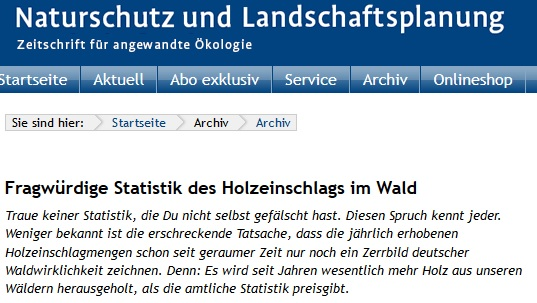 Naturschutz und Landschaftsplanung
Zeitschrift für angewandte Ökologie
Startseite Aktuell Abo exklusiv Service Archiv Onlineshop
Sie sind hier: Startseite Archiv Archiv
Fragwürdige Statistik des Holzeinschlags im Wald
Traue keiner Statistik, die Du nicht selbst gefälscht hast. Diesen Spruch kennt jeder.
Weniger bekannt ist die erschreckende Tatsache, dass die jährlich erhobenen
Holzeinschlagmengen schon seit geraumer Zeit nur noch ein Zerrbild deutscher
Waldwirklichkeit zeichnen. Denn: Es wird seit Jahren wesentlich mehr Holz aus unseren
Wäldern herausgeholt, als die amtliche Statistik preisgibt.